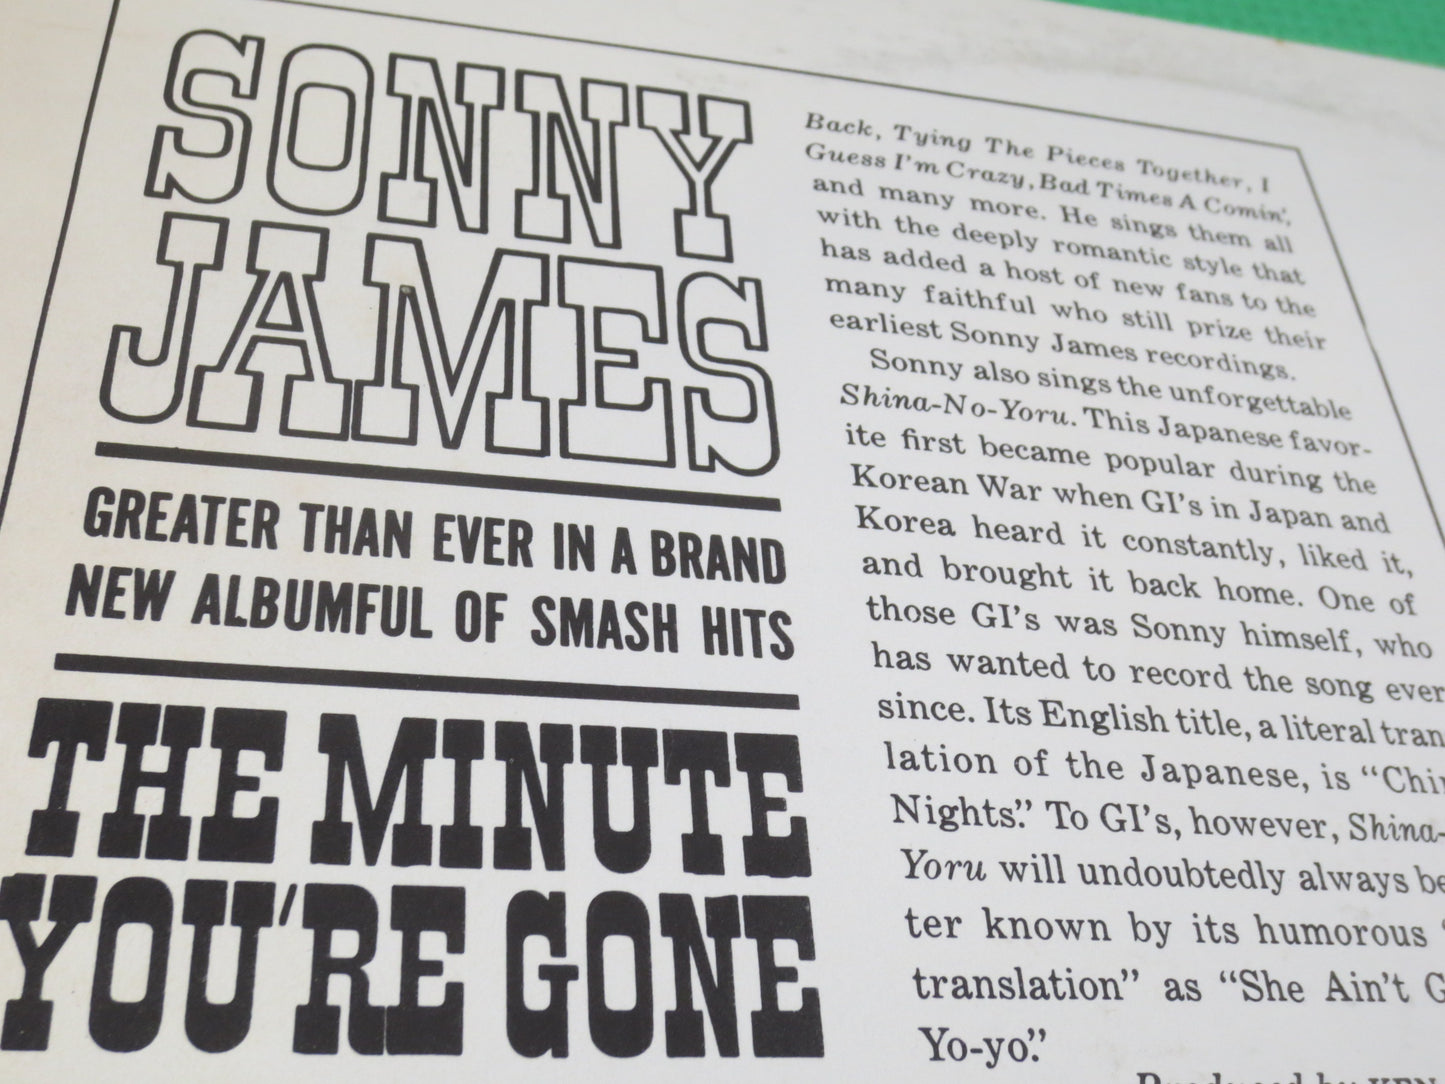 SONNY
JAMES
GREATER THAN EVER IN A BRAND
NEW ALBUMFUL OF SMASH HITS
THE MINUTE
YOU'RE GONE
Back, Tying The Pieces Together, I
Guess I'm Crazy, Bad Times A Comin',
and many more. He sings them all
with the deeply romantic style that
has added a host of new fans to the
many faithful who still prize their
earliest Sonny James recordings.
Sonny also sings the unforgettable
Shina-No-Yoru. This Japanese favor-
ite first became popular during the
Korean War when GI's in Japan and
Korea heard it constantly, liked it,
and brought it back home. One of
those GI's was Sonny himself, who
has wanted to record the song ever
since. Its English title, a literal tran
lation of the Japanese, is "Chi
Nights." To GI's, however, Shina-
Yoru will undoubtedly always be
ter known by its humorous
translation" as "She Ain't G
Yo-yo."
Produced by KEN